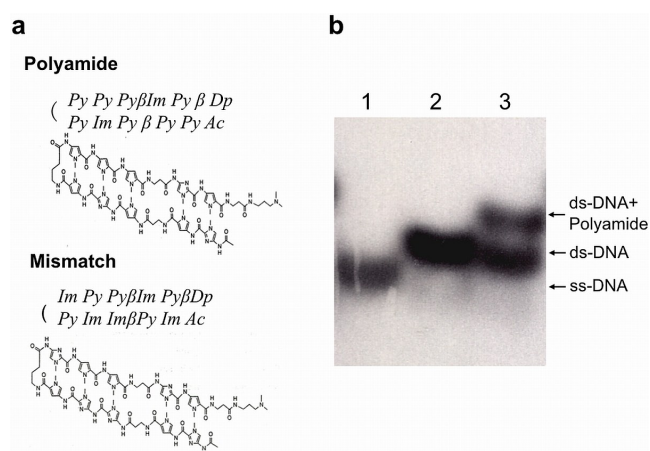 a
Polyamide
Py Py PyβIm Py β Dp
Py Im Py β Py Py Ac
Mismatch
Im Py PyβIm PyβDp
Py Im ImβPy Im Ac
b
1 2 3
ds-DNA+
Polyamide
ds-DNA
ss-DNA